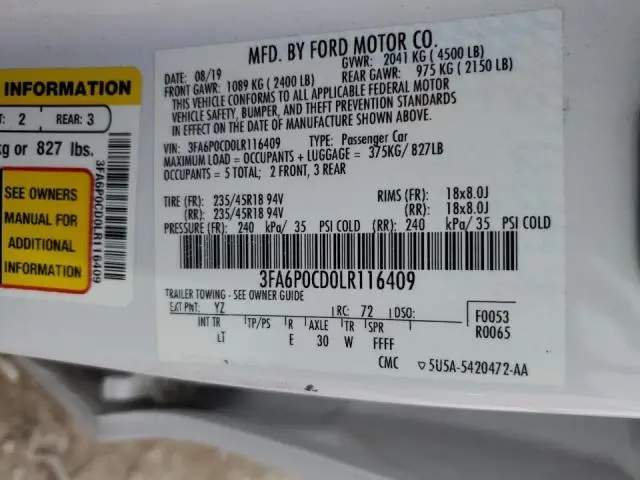 INFORMATION
T: 2 REAR: 3
kg or 827 lbs.
SEE OWNERS
MANUAL FOR
ADDITIONAL
INFORMATION
3FA6P0CD0LR116409
MFD. BY FORD MOTOR CO.
DATE: 08/19 GVWR: 2041 KG ( 4500 LB)
FRONT GAWR: 1089 KG ( 2400 LB) REAR GAWR: 975 KG ( 2150 LB)
THIS VEHICLE CONFORMS TO ALL APPLICABLE FEDERAL MOTOR
VEHICLE SAFETY, BUMPER, AND THEFT PREVENTION STANDARDS
IN EFFECT ON THE DATE OF MANUFACTURE SHOWN ABOVE.
VIN: 3FA6P0CD0LR116409 TYPE: Passenger Car
MAXIMUM LOAD = OCCUPANTS + LUGGAGE = 375KG/ 827LB
OCCUPANTS = 5 TOTAL; 2 FRONT, 3 REAR
TIRE (FR): 235/45R18 94V RIMS (FR): 18x8.0J
(RR): 235/45R18 94V (RR): 18x8.0J
PRESSURE (FR): 240 kPa/ 35 PSI COLD (RR): 240 kPa/ 35 PSI COLD
3FA6P0CD0LR116409
TRAILER TOWING - SEE OWNER GUIDE
EXT PNT: YZ RC: 72 DSO: F0053
INT TR TP/PS R AXLE TR SPR R0065
LT E 30 W FFFF
CMC ▽5U5A-5420472-AA